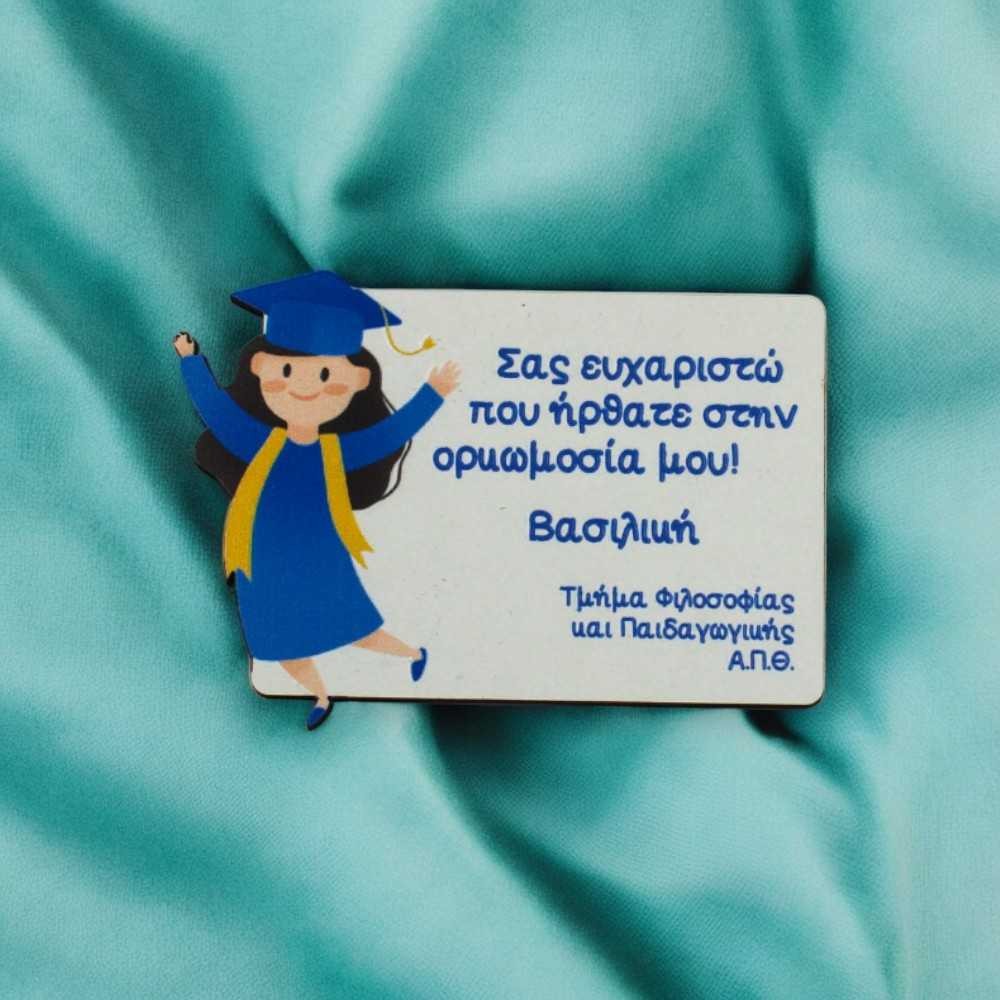 Σας ευχαριστώ
που ήρθατε στην
ορκωμοσία μου!
Βασιλική
Τμήμα Φιλοσοφίας
και Παιδαγωγικής
Α.Π.Θ.